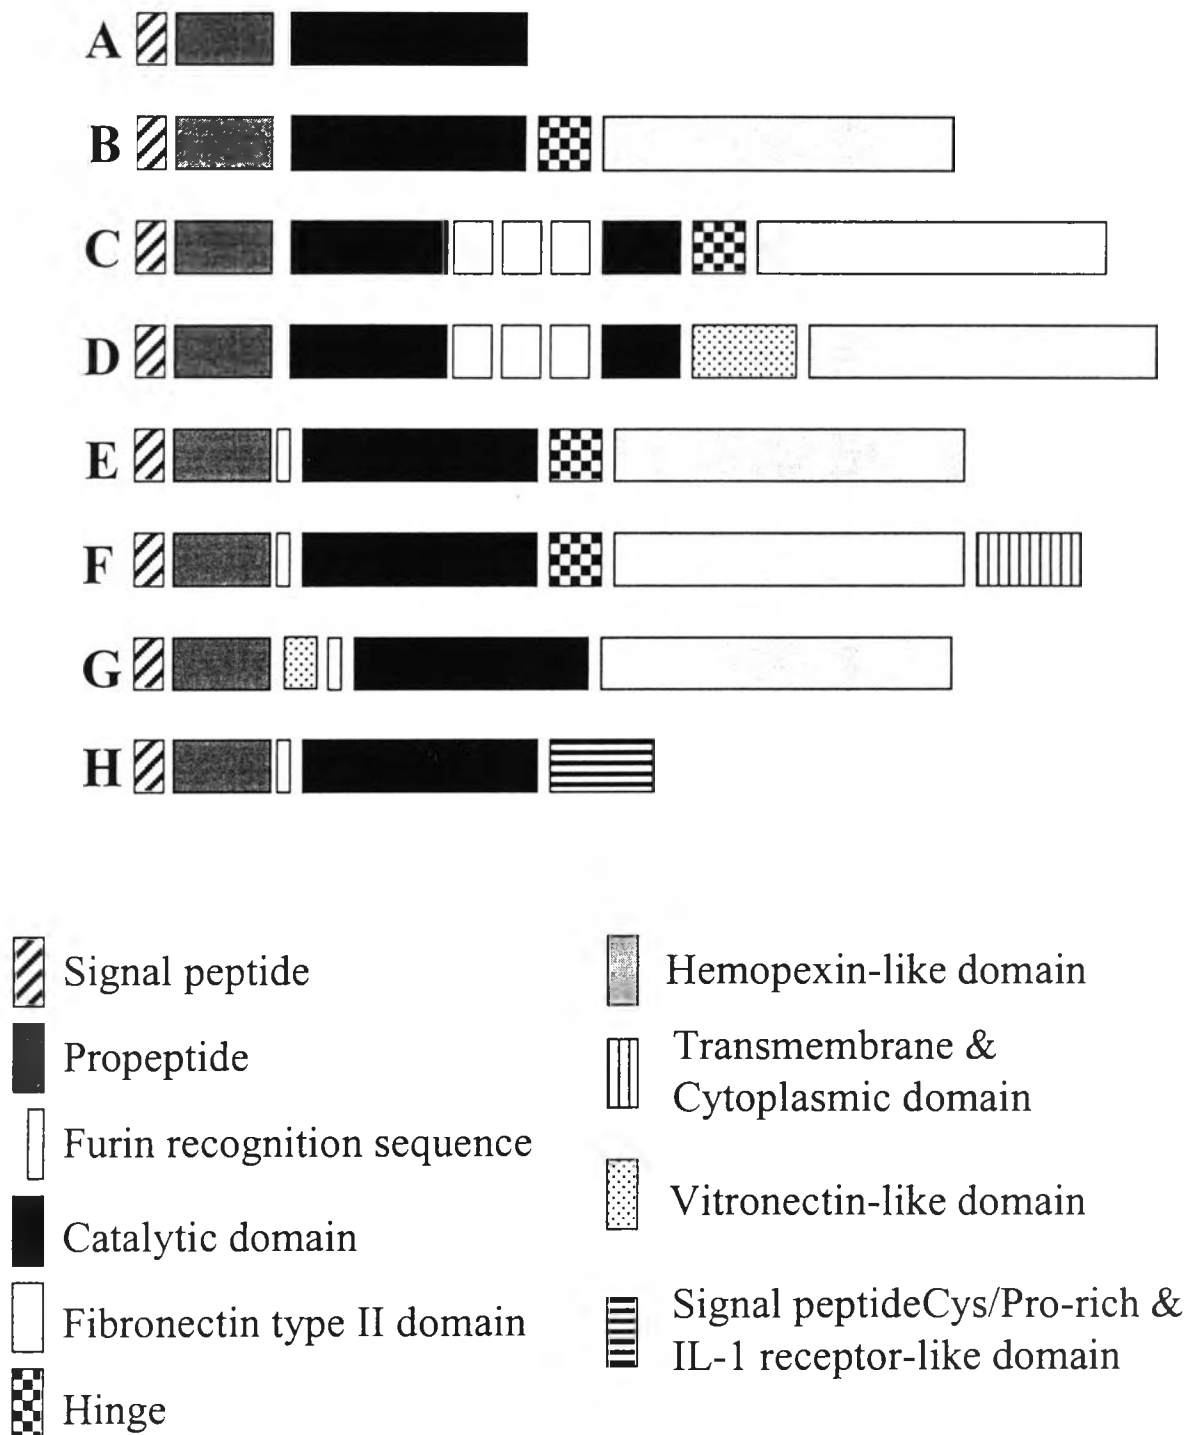 A
B
C
D
E
F
G
H
Signal peptide
Propeptide
Furin recognition sequence
Catalytic domain
Fibronectin type II domain
Hinge
Hemopexin-like domain
Transmembrane &
Cytoplasmic domain
Vitronectin-like domain
Signal peptideCys/Pro-rich &
IL-1 receptor-like domain